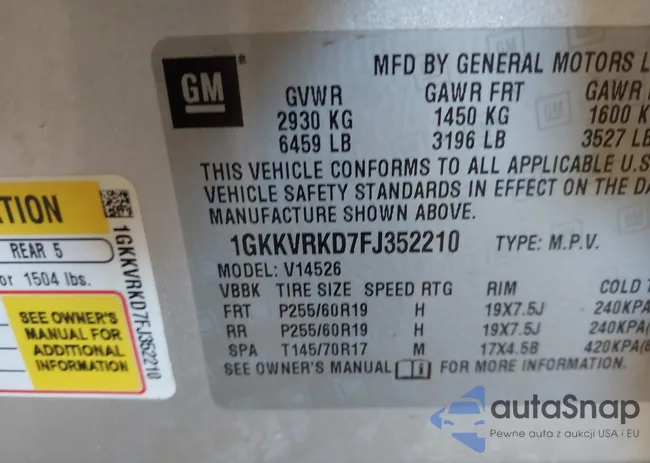 GM
®
MFD BY GENERAL MOTORS L
GVWR GAWR FRT GAWR
2930 KG 1450 KG 1600 K
6459 LB 3196 LB 3527 LB
THIS VEHICLE CONFORMS TO ALL APPLICABLE U.S
VEHICLE SAFETY STANDARDS IN EFFECT ON THE DA
MANUFACTURE SHOWN ABOVE.
1GKKVRKD7FJ352210 TYPE: M.P.V.
MODEL: V14526
VBBK TIRE SIZE SPEED RTG RIM COLD T
FRT P255/60R19 H 19X7.5J 240KPA(
RR P255/60R19 H 19X7.5J 240KPA(
SPA T145/70R17 M 17X4.5B 420KPA(
SEE OWNER'S MANUAL i FOR MORE INFORMATION.
ATION
REAR 5
or 1504 lbs.
SEE OWNER'S
MANUAL FOR
ADDITIONAL
INFORMATION
1GKKVRKD7FJ352210
autaSnap
Pewne auta z aukcji USA i EU